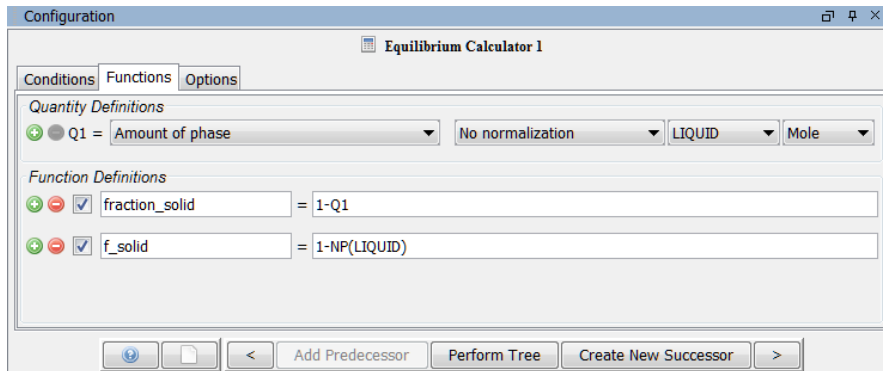 Configuration
Equilibrium Calculator 1
Conditions Functions Options
Quantity Definitions
Q1 = Amount of phase No normalization LIQUID Mole
Function Definitions
fraction_solid = 1-Q1
f_solid = 1-NP(LIQUID)
< Add Predecessor Perform Tree Create New Successor >